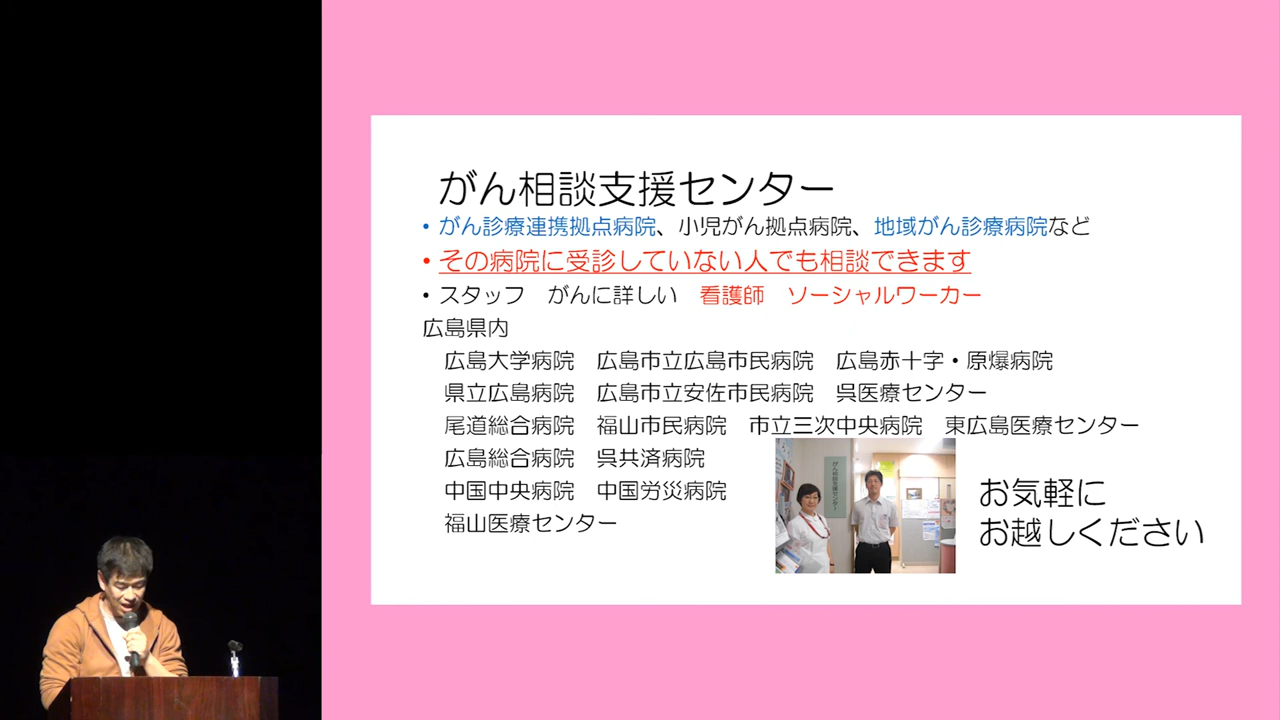 がん相談支援センター
• がん診療連携拠点病院、小児がん拠点病院、地域がん診療病院など
• その病院に受診していない人でも相談できます
• スタッフ　がんに詳しい　看護師　ソーシャルワーカー
広島県内
広島大学病院　広島市立広島市民病院　広島赤十字・原爆病院
県立広島病院　広島市立安佐市民病院　呉医療センター
尾道総合病院　福山市民病院　市立三次中央病院　東広島医療センター
広島総合病院　呉共済病院
中国中央病院　中国労災病院
福山医療センター
がん相談支援センター
お気軽に
お越しください